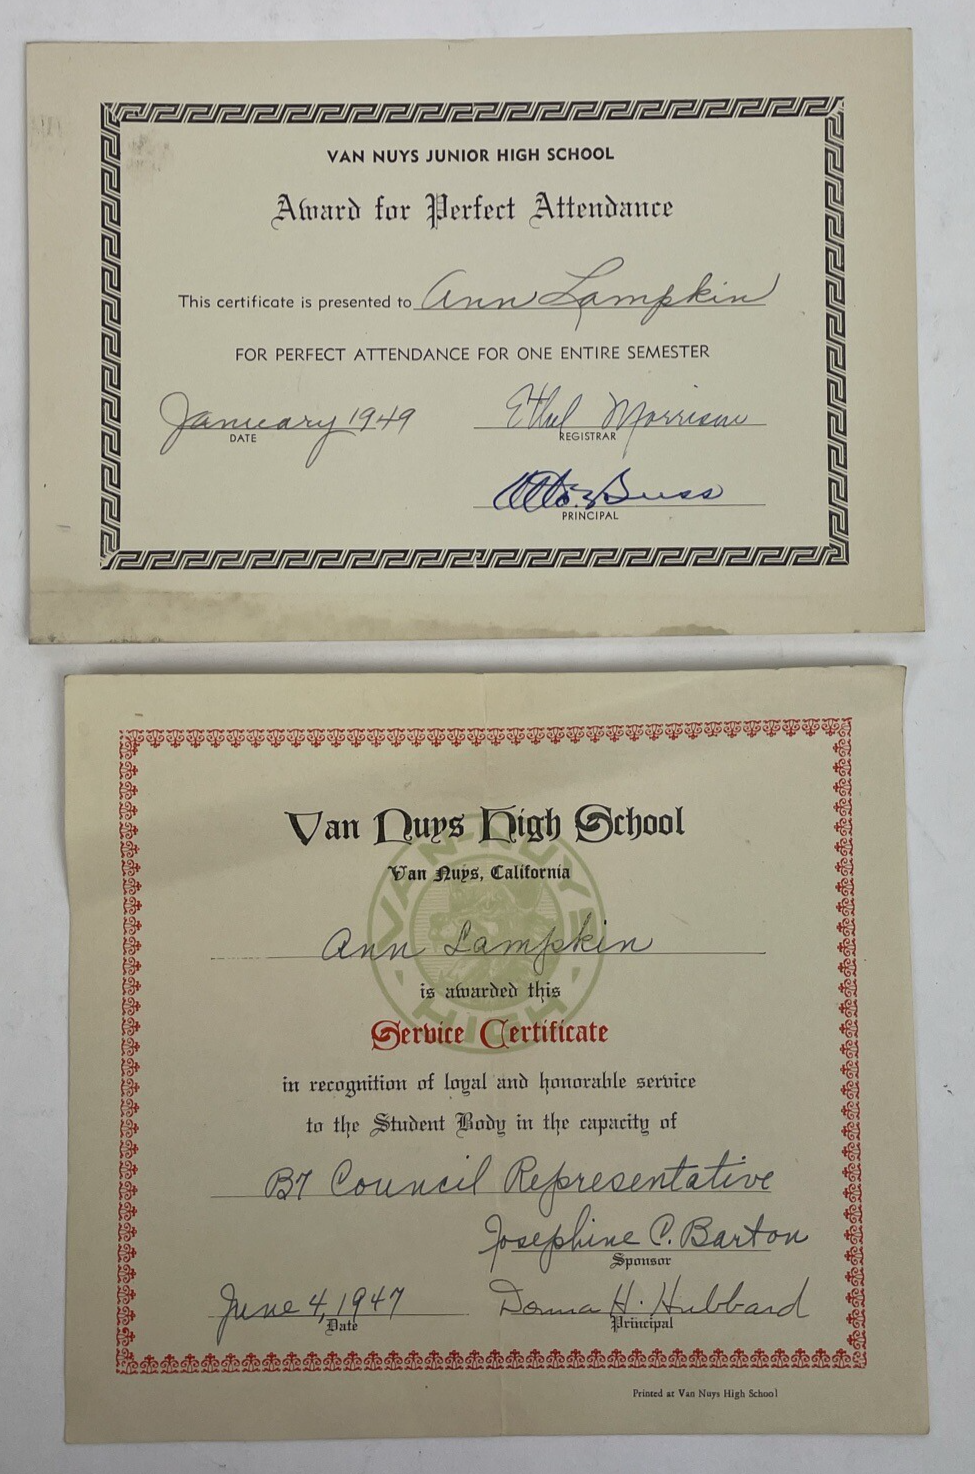 VAN NUYS JUNIOR HIGH SCHOOL
Award for Perfect Attendance
This certificate is presented to Ann Lampkin
FOR PERFECT ATTENDANCE FOR ONE ENTIRE SEMESTER
January 1949 Ethel Morrison
DATE REGISTRAR
Buss
PRINCIPAL
Van Nuys High School
Van Nuys, California
VAN-NUYS
HIGH
Ann Lampkin
is awarded this
Service Certificate
in recognition of loyal and honorable service
to the Student Body in the capacity of
B7 Council Representative
Josephine C. Barton
Sponsor
June 4, 1947 Donna H. Hubbard
Date Principal
Printed at Van Nuys High School